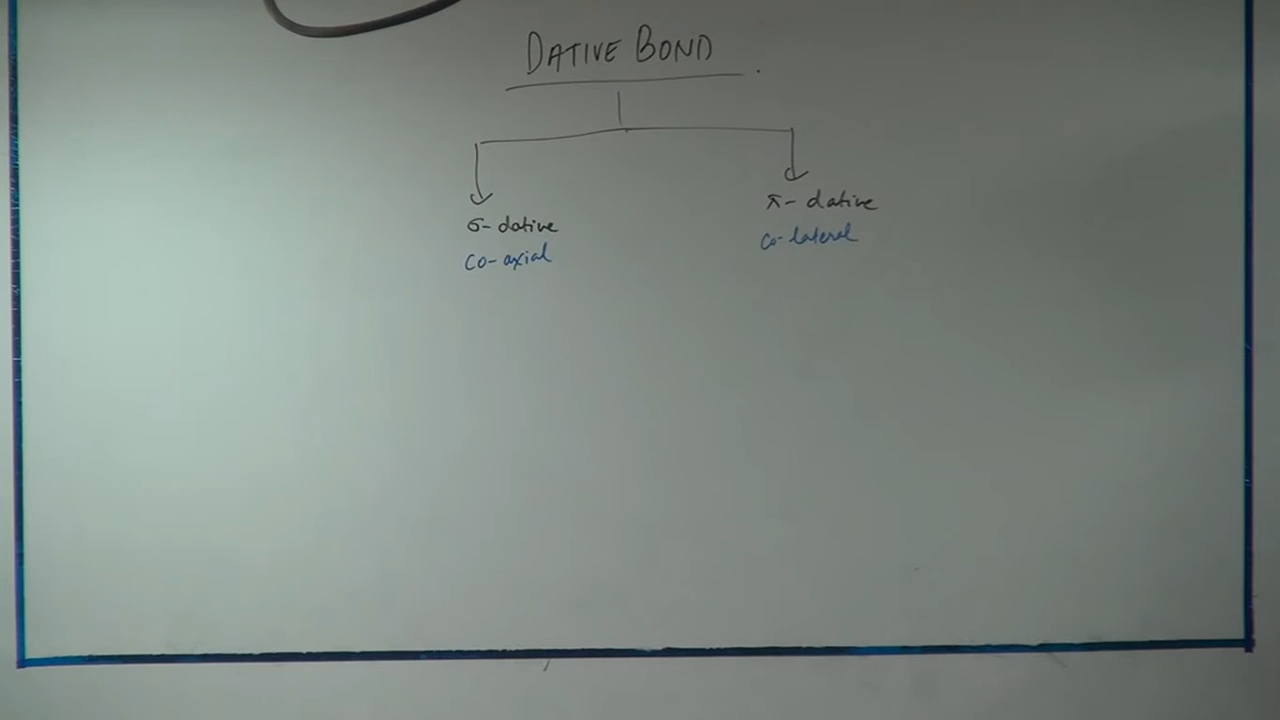 DATIVE BOND
σ- dative
co-axial
π- dative
co-lateral